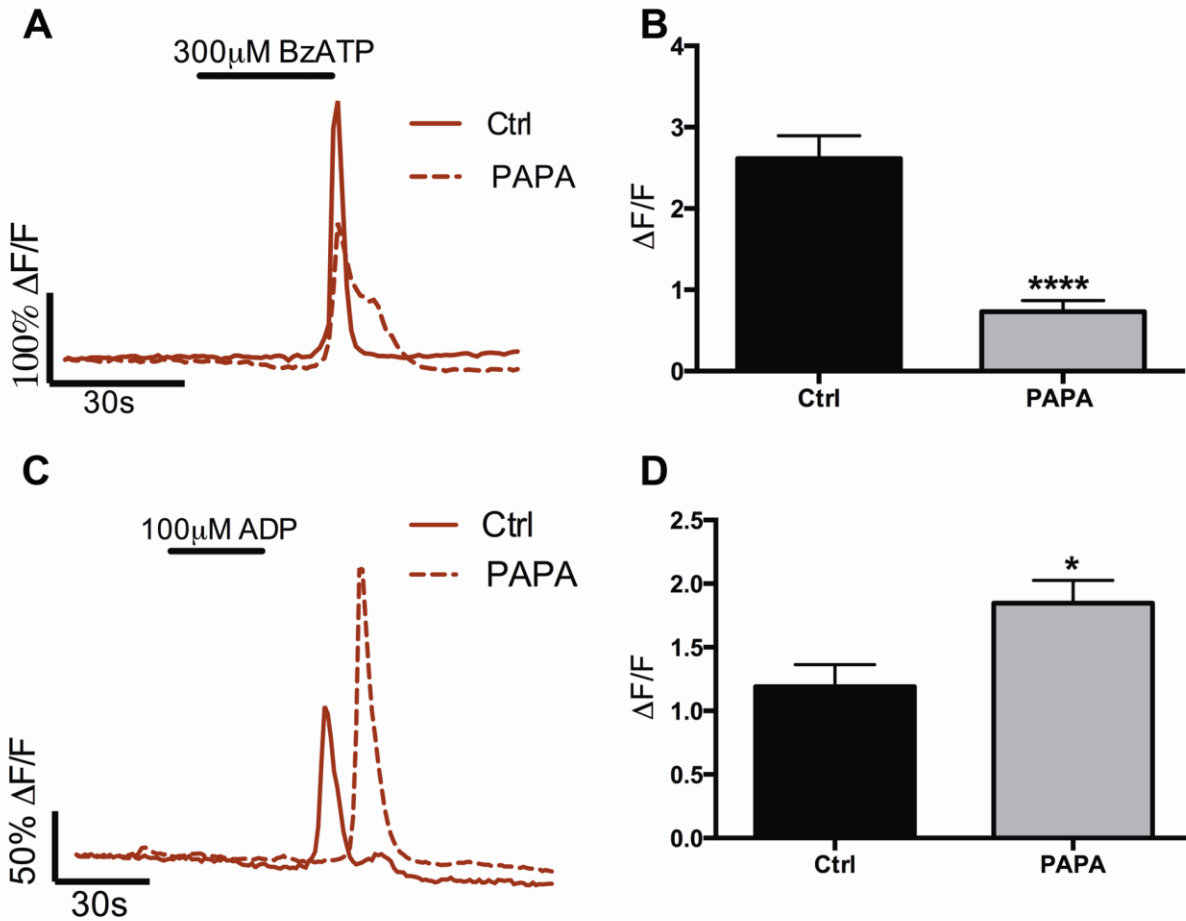 A
300μM BzATP
Ctrl
PAPA
100% ΔF/F
30s
B
4
3
2
1
0
ΔF/F
****
Ctrl
PAPA
C
100μM ADP
Ctrl
PAPA
50% ΔF/F
30s
D
2.5
2.0
1.5
1.0
0.5
0.0
ΔF/F
*
Ctrl
PAPA